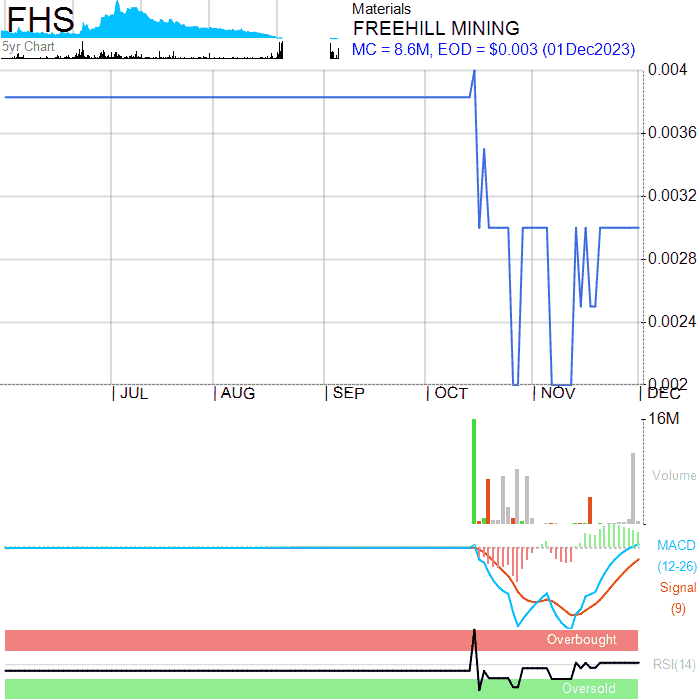 FHS
5yr Chart
Materials
FREEHILL MINING
MC = 8.6M, EOD = $0.003 (01Dec2023)
0.004
0.0036
0.0032
0.0028
0.0024
0.002
JUL AUG SEP OCT NOV DEC
16M
Volume
MACD
(12-26)
Signal
(9)
Overbought
RSI(14)
Oversold